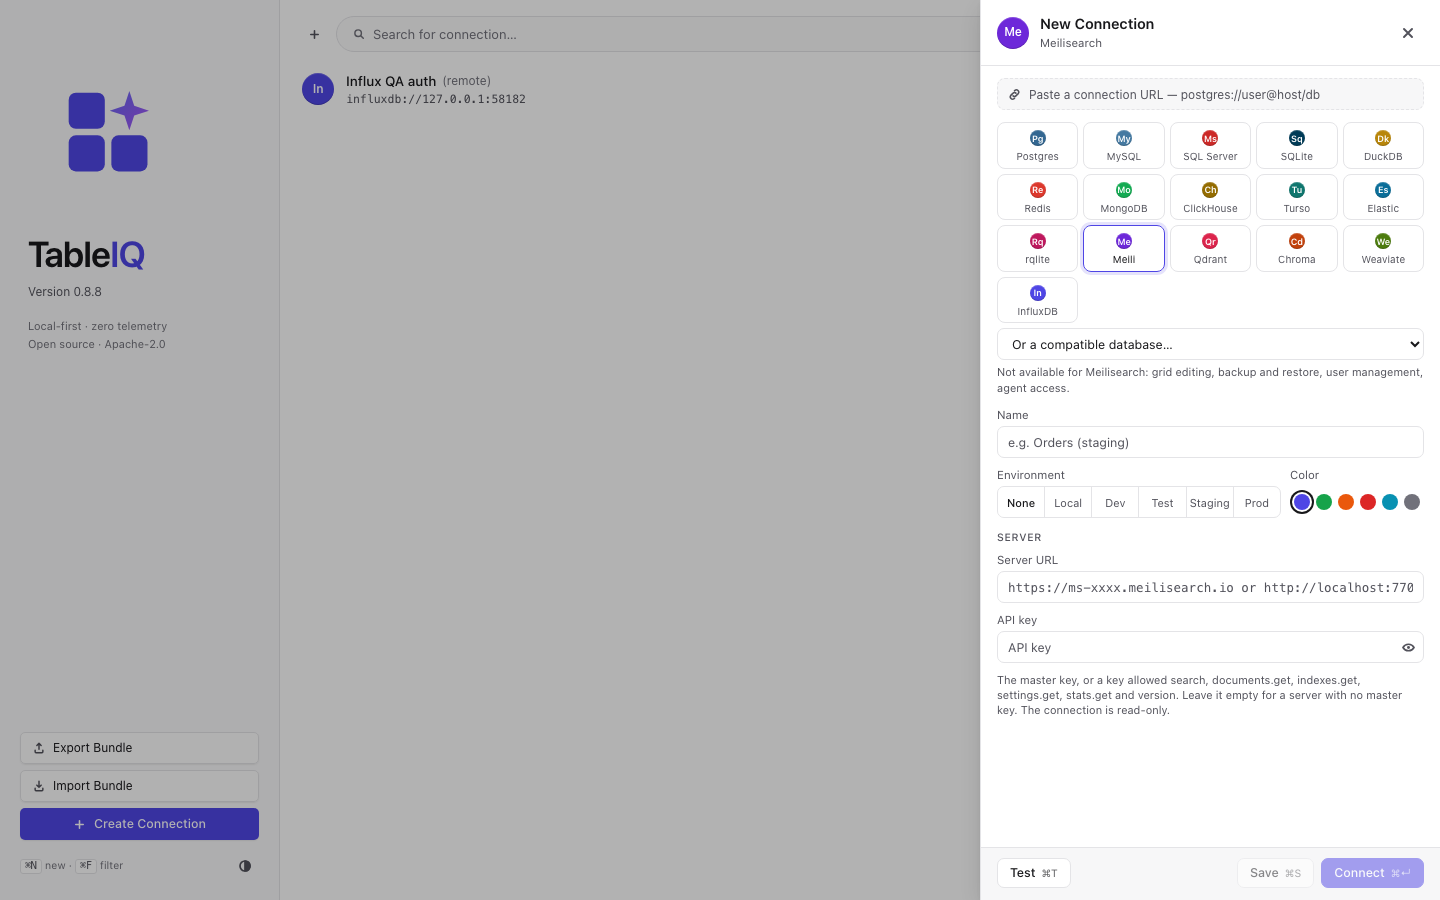 TableIQ
Version 0.8.8
Local-first · zero telemetry
Open source · Apache-2.0
Export Bundle
Import Bundle
+ Create Connection
⌘N new · ⌘F filter
+
Search for connection...
In
Influx QA auth (remote)
influxdb://127.0.0.1:58182
Me
New Connection
Meilisearch
Paste a connection URL — postgres://user@host/db
Pg My Ms Sq Dk
Postgres MySQL SQL Server SQLite DuckDB
Re Mo Ch Tu Es
Redis MongoDB ClickHouse Turso Elastic
Rq Me Qr Cd We
rqlite Meili Qdrant Chroma Weaviate
In
InfluxDB
Or a compatible database...
Not available for Meilisearch: grid editing, backup and restore, user management,
agent access.
Name
e.g. Orders (staging)
Environment Color
None Local Dev Test Staging Prod
SERVER
Server URL
https://ms-xxxx.meilisearch.io or http://localhost:770
API key
API key
The master key, or a key allowed search, documents.get, indexes.get,
settings.get, stats.get and version. Leave it empty for a server with no master
key. The connection is read-only.
Test ⌘T Save ⌘S Connect ⌘↵